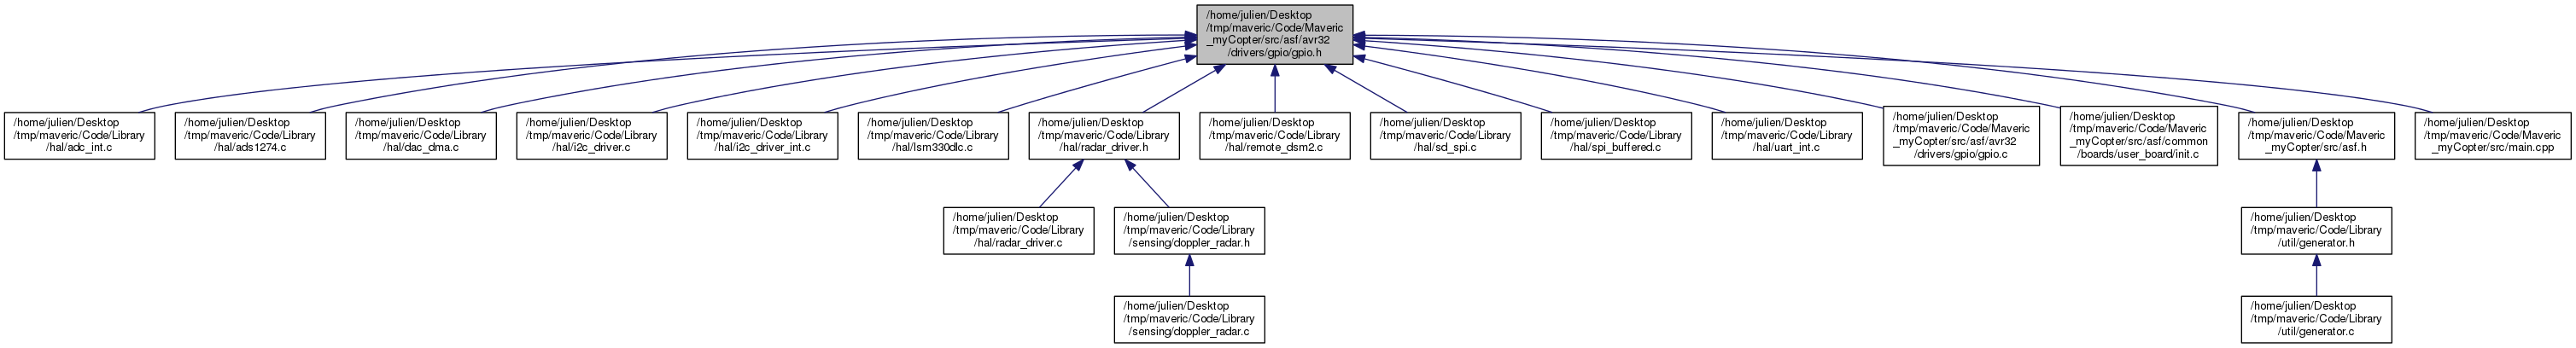 /home/julien/Desktop
/tmp/maveric/Code/Maveric
_myCopter/src/asf/avr32
/drivers/gpio/gpio.h
/home/julien/Desktop
/tmp/maveric/Code/Library
/hal/adc_int.c
/home/julien/Desktop
/tmp/maveric/Code/Library
/hal/ads1274.c
/home/julien/Desktop
/tmp/maveric/Code/Library
/hal/dac_dma.c
/home/julien/Desktop
/tmp/maveric/Code/Library
/hal/i2c_driver.c
/home/julien/Desktop
/tmp/maveric/Code/Library
/hal/i2c_driver_int.c
/home/julien/Desktop
/tmp/maveric/Code/Library
/hal/lsm330dlc.c
/home/julien/Desktop
/tmp/maveric/Code/Library
/hal/radar_driver.h
/home/julien/Desktop
/tmp/maveric/Code/Library
/hal/remote_dsm2.c
/home/julien/Desktop
/tmp/maveric/Code/Library
/hal/sd_spi.c
/home/julien/Desktop
/tmp/maveric/Code/Library
/hal/spi_buffered.c
/home/julien/Desktop
/tmp/maveric/Code/Library
/hal/uart_int.c
/home/julien/Desktop
/tmp/maveric/Code/Maveric
_myCopter/src/asf/avr32
/drivers/gpio/gpio.c
/home/julien/Desktop
/tmp/maveric/Code/Maveric
_myCopter/src/asf/common
/boards/user_board/init.c
/home/julien/Desktop
/tmp/maveric/Code/Maveric
_myCopter/src/asf.h
/home/julien/Desktop
/tmp/maveric/Code/Maveric
_myCopter/src/main.cpp
/home/julien/Desktop
/tmp/maveric/Code/Library
/hal/radar_driver.c
/home/julien/Desktop
/tmp/maveric/Code/Library
/sensing/doppler_radar.h
/home/julien/Desktop
/tmp/maveric/Code/Library
/util/generator.h
/home/julien/Desktop
/tmp/maveric/Code/Library
/sensing/doppler_radar.c
/home/julien/Desktop
/tmp/maveric/Code/Library
/util/generator.c